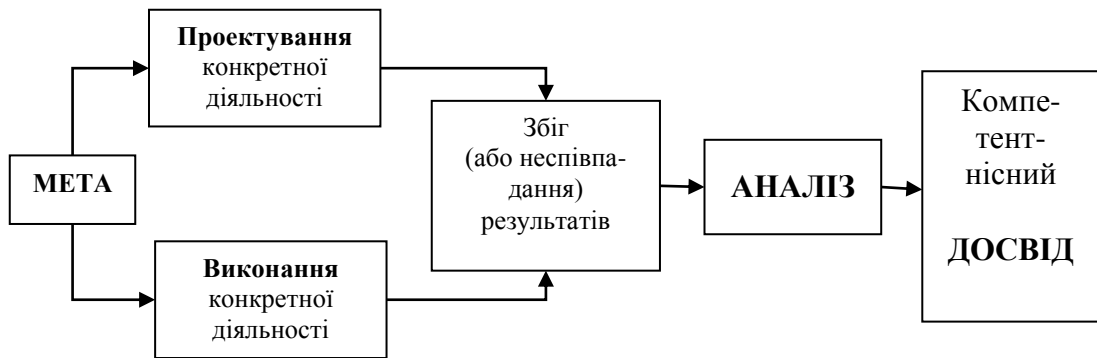 Проектування
конкретної
діяльності
МЕТА
Виконання
конкретної
діяльності
Збіг
(або неспівпа-
дання)
результатів
АНАЛІЗ
Компе-
тент-
нісний
ДОСВІД